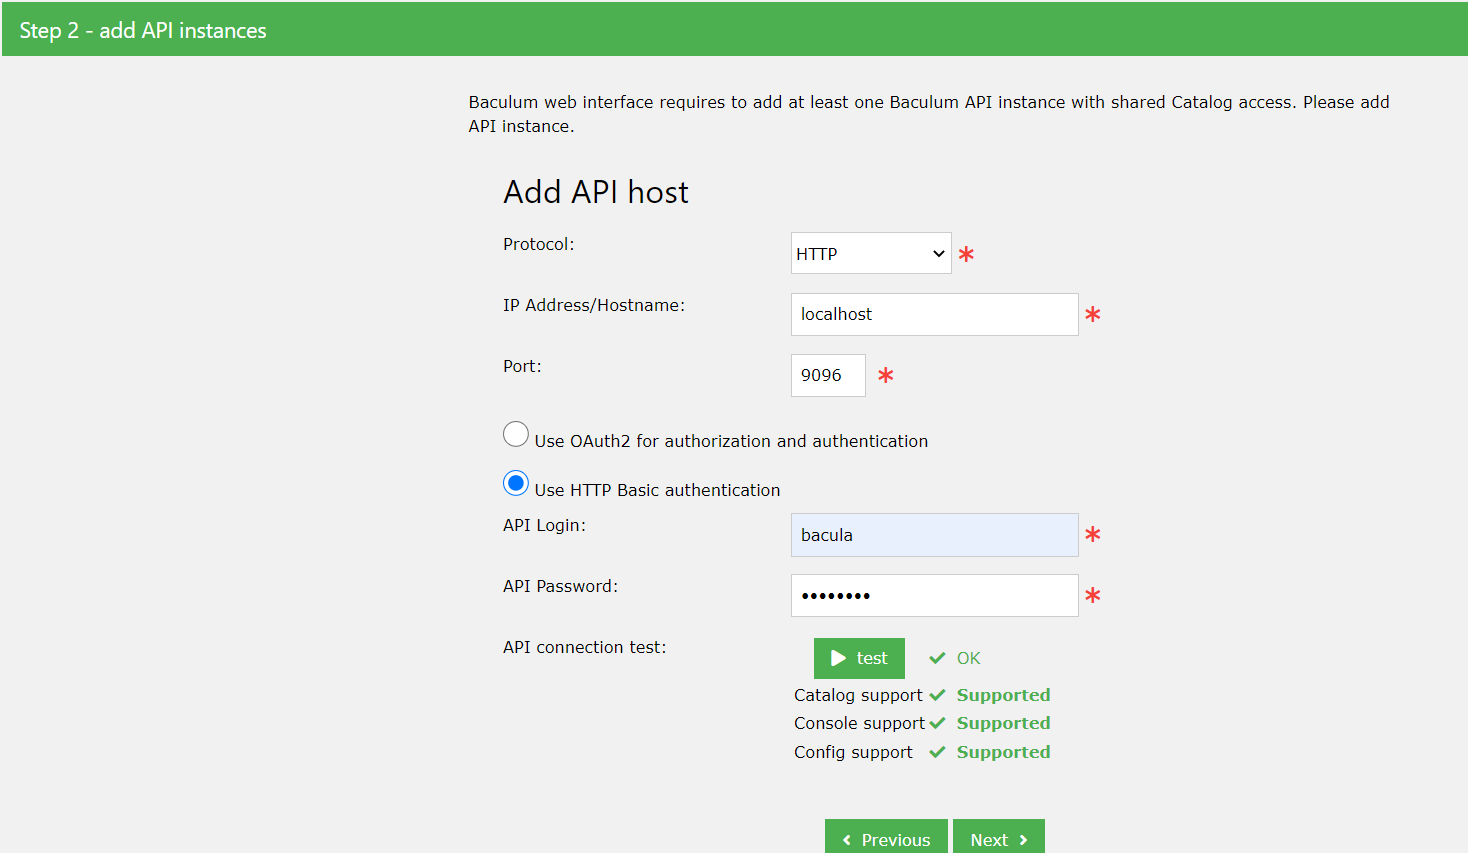 Step 2 - add API instances
Baculum web interface requires to add at least one Baculum API instance with shared Catalog access. Please add
API instance.
Add API host
Protocol:
HTTP
*
IP Address/Hostname:
localhost
*
Port:
9096
*
Use OAuth2 for authorization and authentication
Use HTTP Basic authentication
API Login:
bacula
*
API Password:
••••••••
*
API connection test:
test
OK
Catalog support Supported
Console support Supported
Config support Supported
Previous
Next